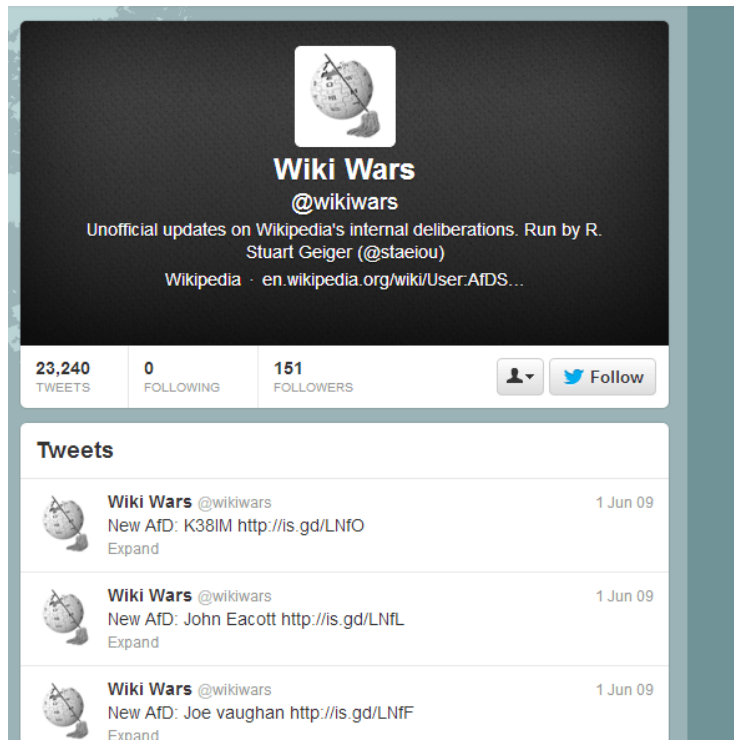 Wiki Wars
@wikiwars
Unofficial updates on Wikipedia's internal deliberations. Run by R.
Stuart Geiger (@staeiou)
Wikipedia · en.wikipedia.org/wiki/User:AfDS...
23,240 0 151
TWEETS FOLLOWING FOLLOWERS
Follow
Tweets
Wiki Wars @wikiwars 1 Jun 09
New AfD: K38IM http://is.gd/LNfO
Expand
Wiki Wars @wikiwars 1 Jun 09
New AfD: John Eacott http://is.gd/LNfL
Expand
Wiki Wars @wikiwars 1 Jun 09
New AfD: Joe vaughan http://is.gd/LNfF
Expand